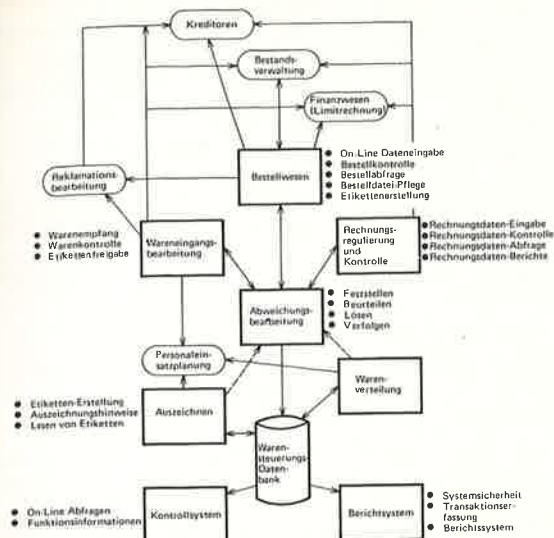 Kreditoren
Bestands-
verwaltung
Finanzwesen
(Limitrechnung)
● On-Line Dateneingabe
● Bestellkontrolle
● Bestellabfrage
● Bestelldatei-Pflege
● Etikettenerstellung
Bestellwesen
Reklamations
bearbeitung
● Warenempfang
● Warenkontrolle
● Etikettenfreigabe
Wareneingangs
bearbeitung
Rechnungs-
regulierung
und
Kontrolle
● Rechnungsdaten-Eingabe
● Rechnungsdaten-Kontrolle
● Rechnungsdaten-Abfrage
● Rechnungsdaten-Berichte
Abweichungs
bearbeitung
● Feststellen
● Beurteilen
● Lösen
● Verfolgen
Personalein-
satzplanung
● Etiketten-Erstellung
● Auszeichnungshinweise
● Lesen von Etiketten
Auszeichnen
Waren-
verteilung
Waren-
steuerungs-
Daten-
bank
● On-Line Abfragen
● Funktionsinformationen
Kontrollsystem
Berichtsystem
● Systemsicherheit
● Transaktionser-
fassung
● Berichtssystem